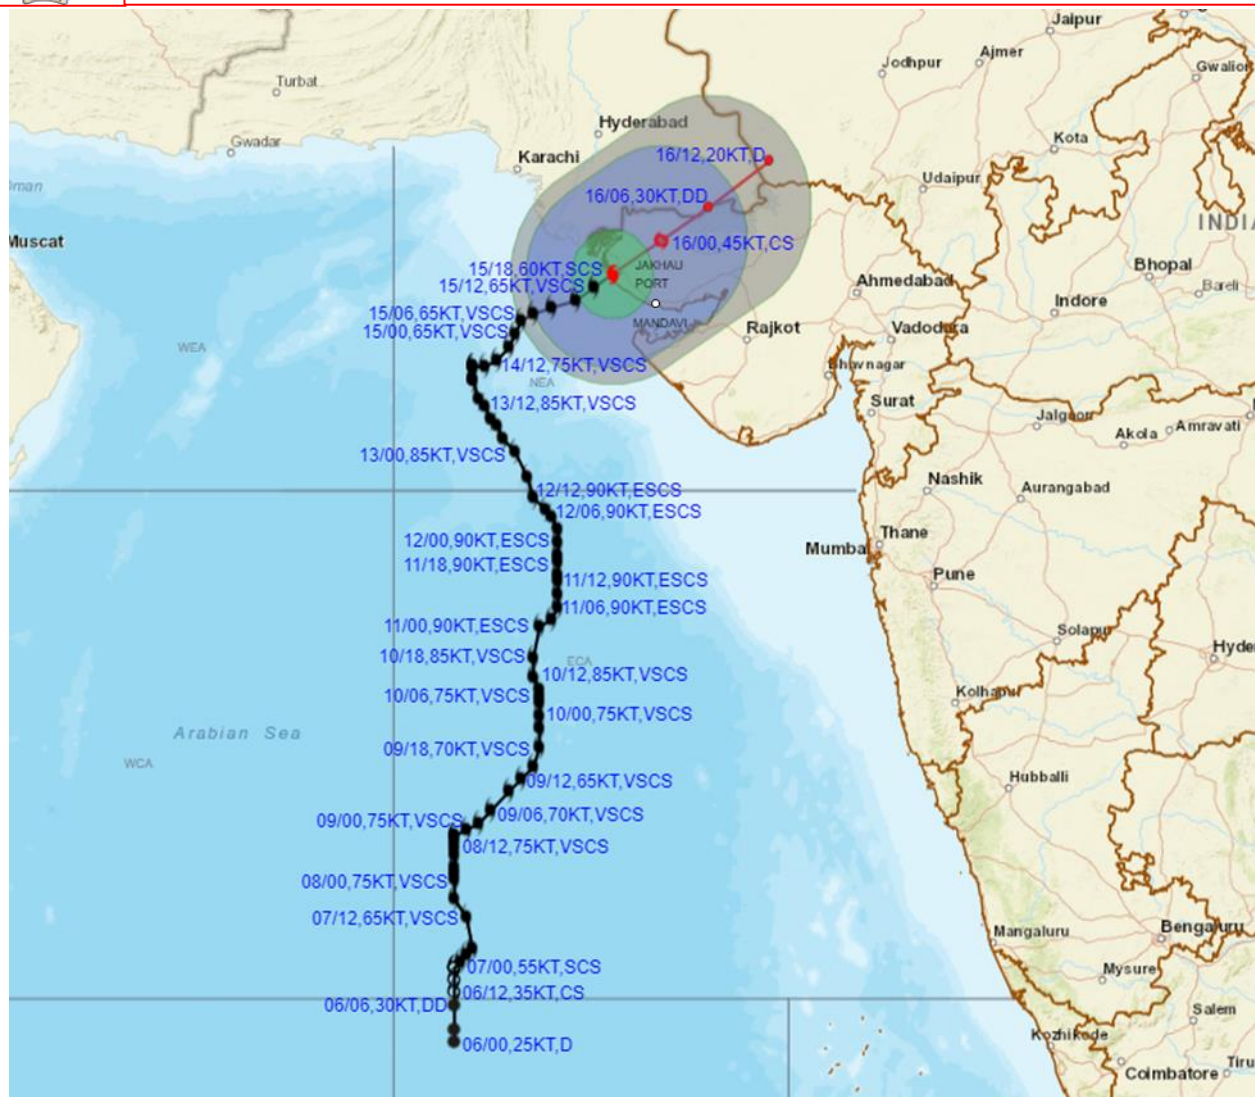 Jaipur
Ajmer
Jodhpur
Gwalior
Turbat
Hyderabad
Kota
Gwadar
Karachi
16/12,20KT,D
Udaipur
16/06,30KT,DD
INDIA
Muscat
16/00,45KT,CS
15/18,60KT,SCS
JAKHAU
PORT
Bhopal
15/12,65KT,VSCS
Ahmedabad
Bareli
Indore
15/06,65KT,VSCS
MANDAVI
Rajkot
Vadodara
15/00,65KT,VSCS
WEA
14/12,75KT,VSCS
Bhavnagar
NEA
13/12,85KT,VSCS
Surat
Jalgaon
Akola
Amravati
13/00,85KT,VSCS
Nashik
Aurangabad
12/12,90KT,ESCS
12/06,90KT,ESCS
12/00,90KT,ESCS
Thane
Mumbai
11/18,90KT,ESCS
11/12,90KT,ESCS
Pune
11/06,90KT,ESCS
11/00,90KT,ESCS
Solapur
Hyde
10/18,85KT,VSCS
ECA
10/12,85KT,VSCS
10/06,75KT,VSCS
Kolhapur
10/00,75KT,VSCS
Arabian Sea
09/18,70KT,VSCS
WCA
09/12,65KT,VSCS
Hubballi
09/06,70KT,VSCS
09/00,75KT,VSCS
08/12,75KT,VSCS
08/00,75KT,VSCS
07/12,65KT,VSCS
Mangaluru
Bengaluru
07/00,55KT,SCS
Mysure
06/12,35KT,CS
06/06,30KT,DD
Salem
Kozhikode
06/00,25KT,D
Coimbatore
Tiru